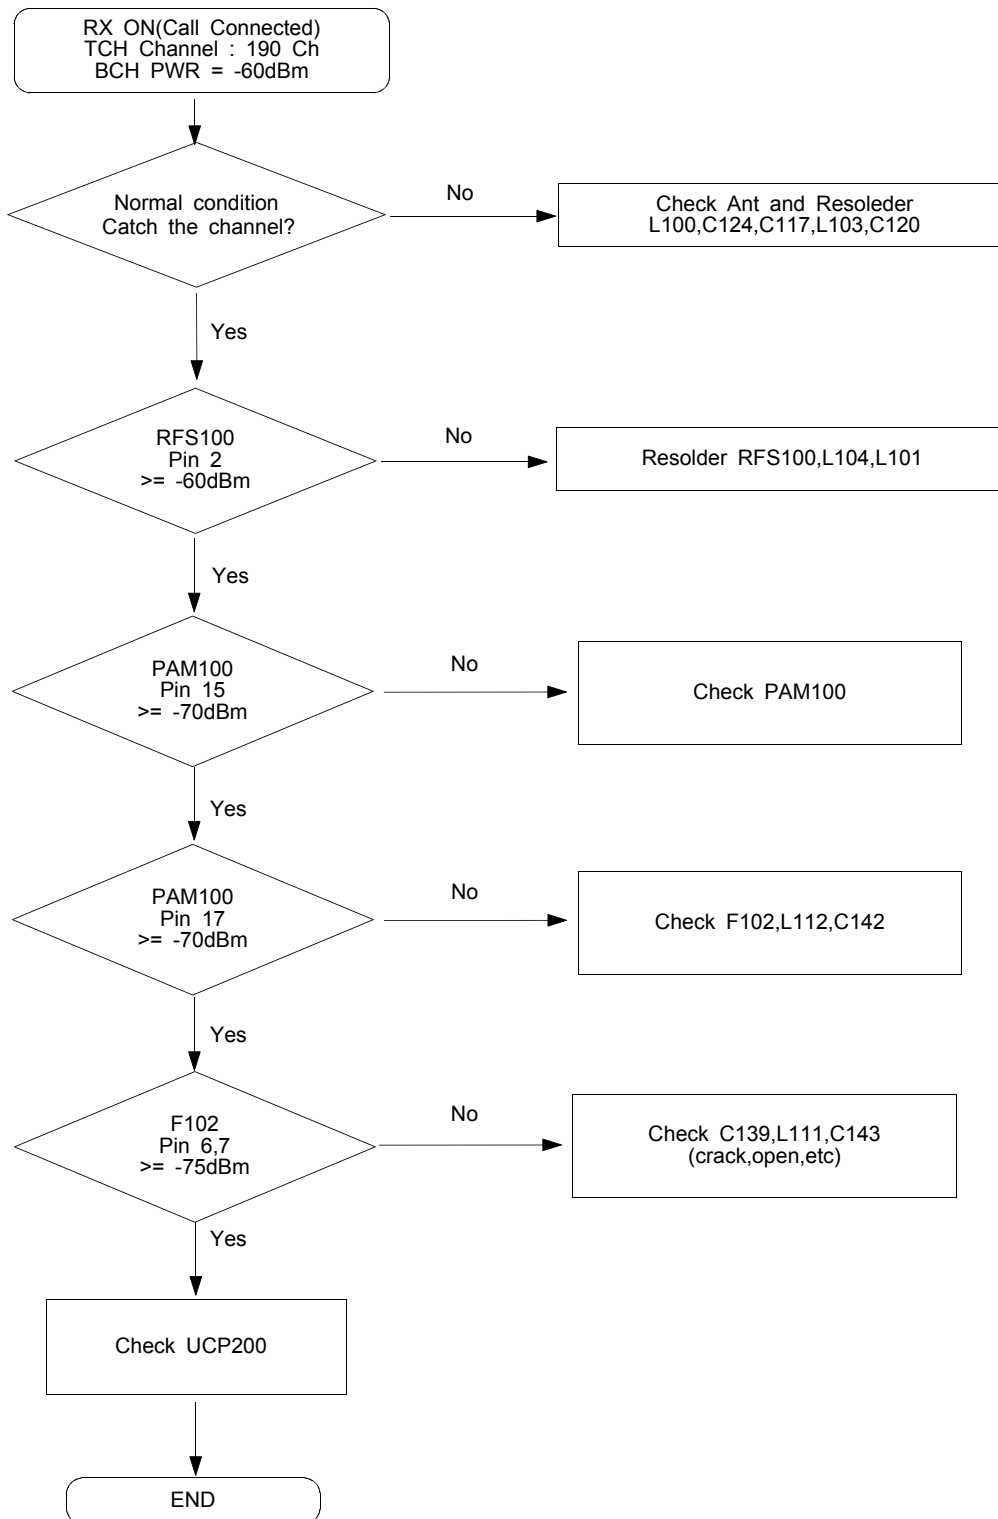 RX ON(Call Connected)
TCH Channel : 190 Ch
BCH PWR = -60dBm
Normal condition
Catch the channel?
No
Check Ant and Resoleder
L100,C124,C117,L103,C120
Yes
RFS100
Pin 2
>= -60dBm
No
Resolder RFS100,L104,L101
Yes
PAM100
Pin 15
>= -70dBm
No
Check PAM100
Yes
PAM100
Pin 17
>= -70dBm
No
Check F102,L112,C142
Yes
F102
Pin 6,7
>= -75dBm
No
Check C139,L111,C143
(crack,open,etc)
Yes
Check UCP200
END